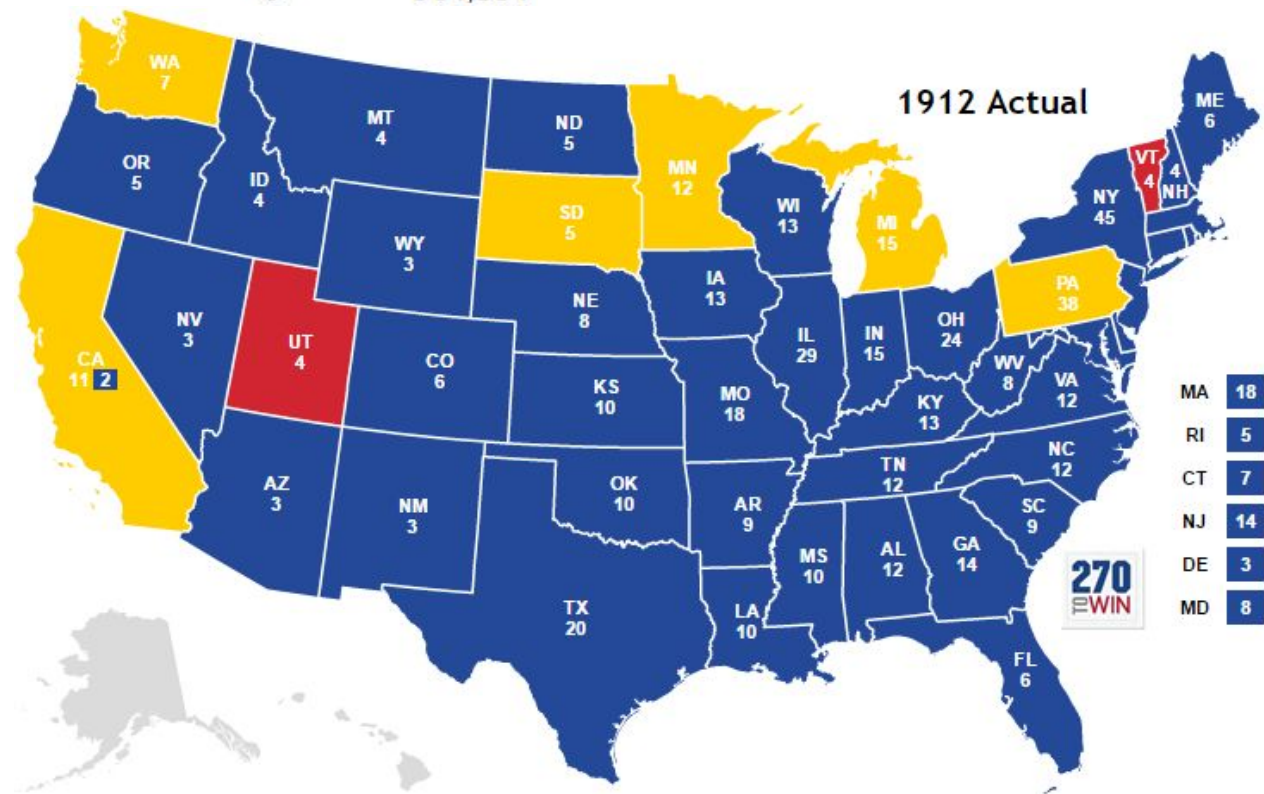 1912 Actual
WA
7
OR
5
CA
11 2
ID
4
NV
3
MT
4
WY
3
UT
4
AZ
3
CO
6
NM
3
ND
5
SD
5
NE
8
KS
10
OK
10
TX
20
MN
12
IA
13
MO
18
AR
9
LA
10
WI
13
IL
29
MI
15
IN
15
OH
24
KY
13
TN
12
MS
10
AL
12
GA
14
FL
6
SC
9
NC
12
VA
12
WV
8
PA
38
NY
45
VT
4
4
NH
ME
6
MA 18
RI 5
CT 7
NJ 14
DE 3
MD 8
270
TO WIN